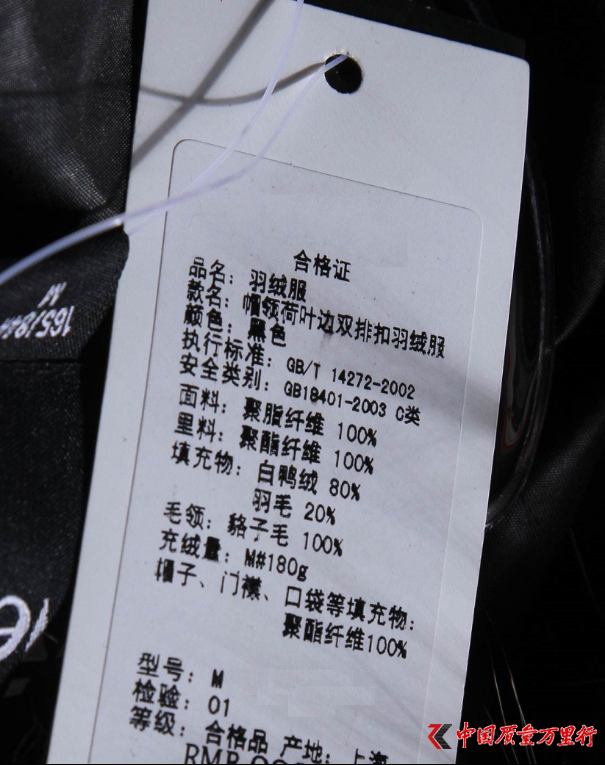 合格证
品名：羽绒服
款名：帽领荷叶边双排扣羽绒服
颜色：黑色
执行标准：GB/T 14272-2002
安全类别：GB18401-2003 C类
面料：聚脂纤维 100%
里料：聚酯纤维 100%
填充物：白鸭绒 80%
羽毛 20%
毛领：貉子毛 100%
充绒量：M#180g
帽子、门襟、口袋等填充物：
聚酯纤维100%
型号：M
检验：01
等级：合格品 产地：上海
RMB
M
中国质量万里行